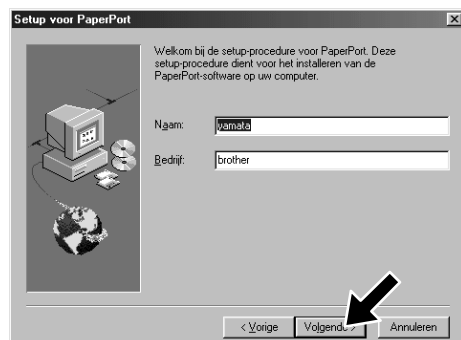 Setup voor PaperPort
Welkom bij de setup-procedure voor PaperPort. Deze
setup-procedure dient voor het installeren van de
PaperPort-software op uw computer.
Naam: yamata
Bedrijf: brother
< Vorige Volgende > Annuleren